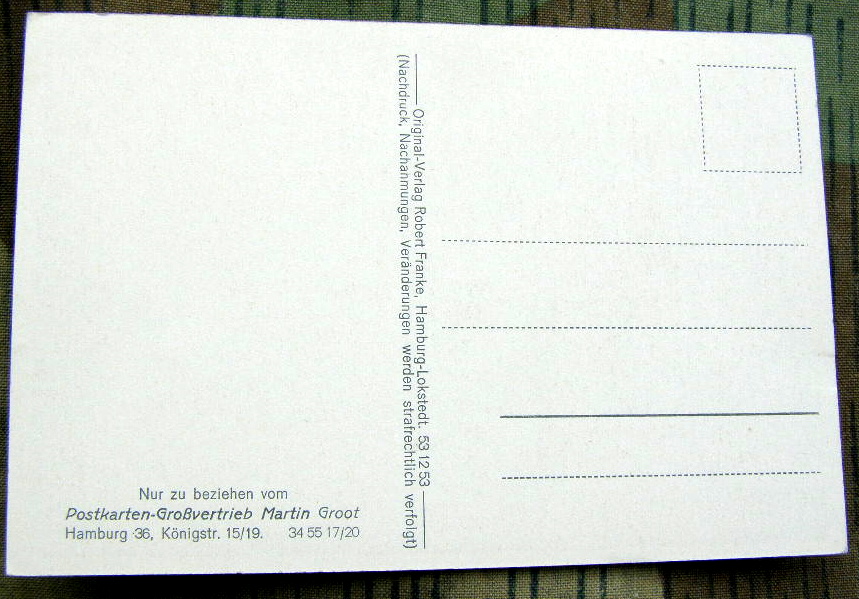 Original-Verlag Robert Franke, Hamburg-Lokstedt. 53 12 53
(Nachdruck, Nachahmungen, Veränderungen werden strafrechtlich verfolgt)
Nur zu beziehen vom
Postkarten-Großvertrieb Martin Groot
Hamburg 36, Königstr. 15/19. 34 55 17/20